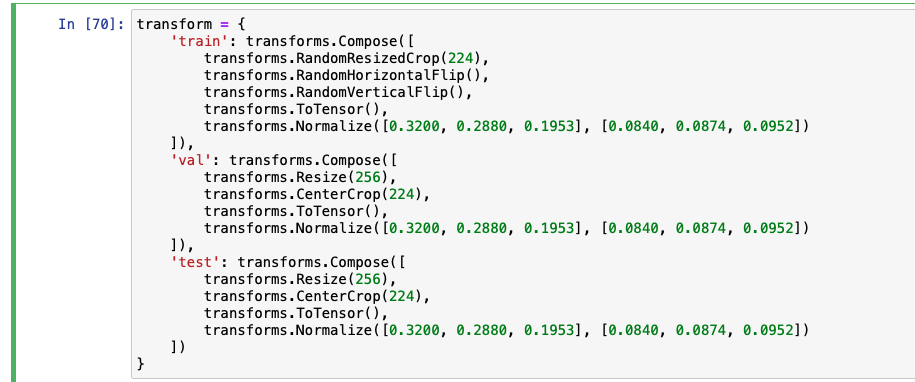 In [70]: transform = {
    'train': transforms.Compose([
        transforms.RandomResizedCrop(224),
        transforms.RandomHorizontalFlip(),
        transforms.RandomVerticalFlip(),
        transforms.ToTensor(),
        transforms.Normalize([0.3200, 0.2880, 0.1953], [0.0840, 0.0874, 0.0952])
    ]),
    'val': transforms.Compose([
        transforms.Resize(256),
        transforms.CenterCrop(224),
        transforms.ToTensor(),
        transforms.Normalize([0.3200, 0.2880, 0.1953], [0.0840, 0.0874, 0.0952])
    ]),
    'test': transforms.Compose([
        transforms.Resize(256),
        transforms.CenterCrop(224),
        transforms.ToTensor(),
        transforms.Normalize([0.3200, 0.2880, 0.1953], [0.0840, 0.0874, 0.0952])
    ])
}